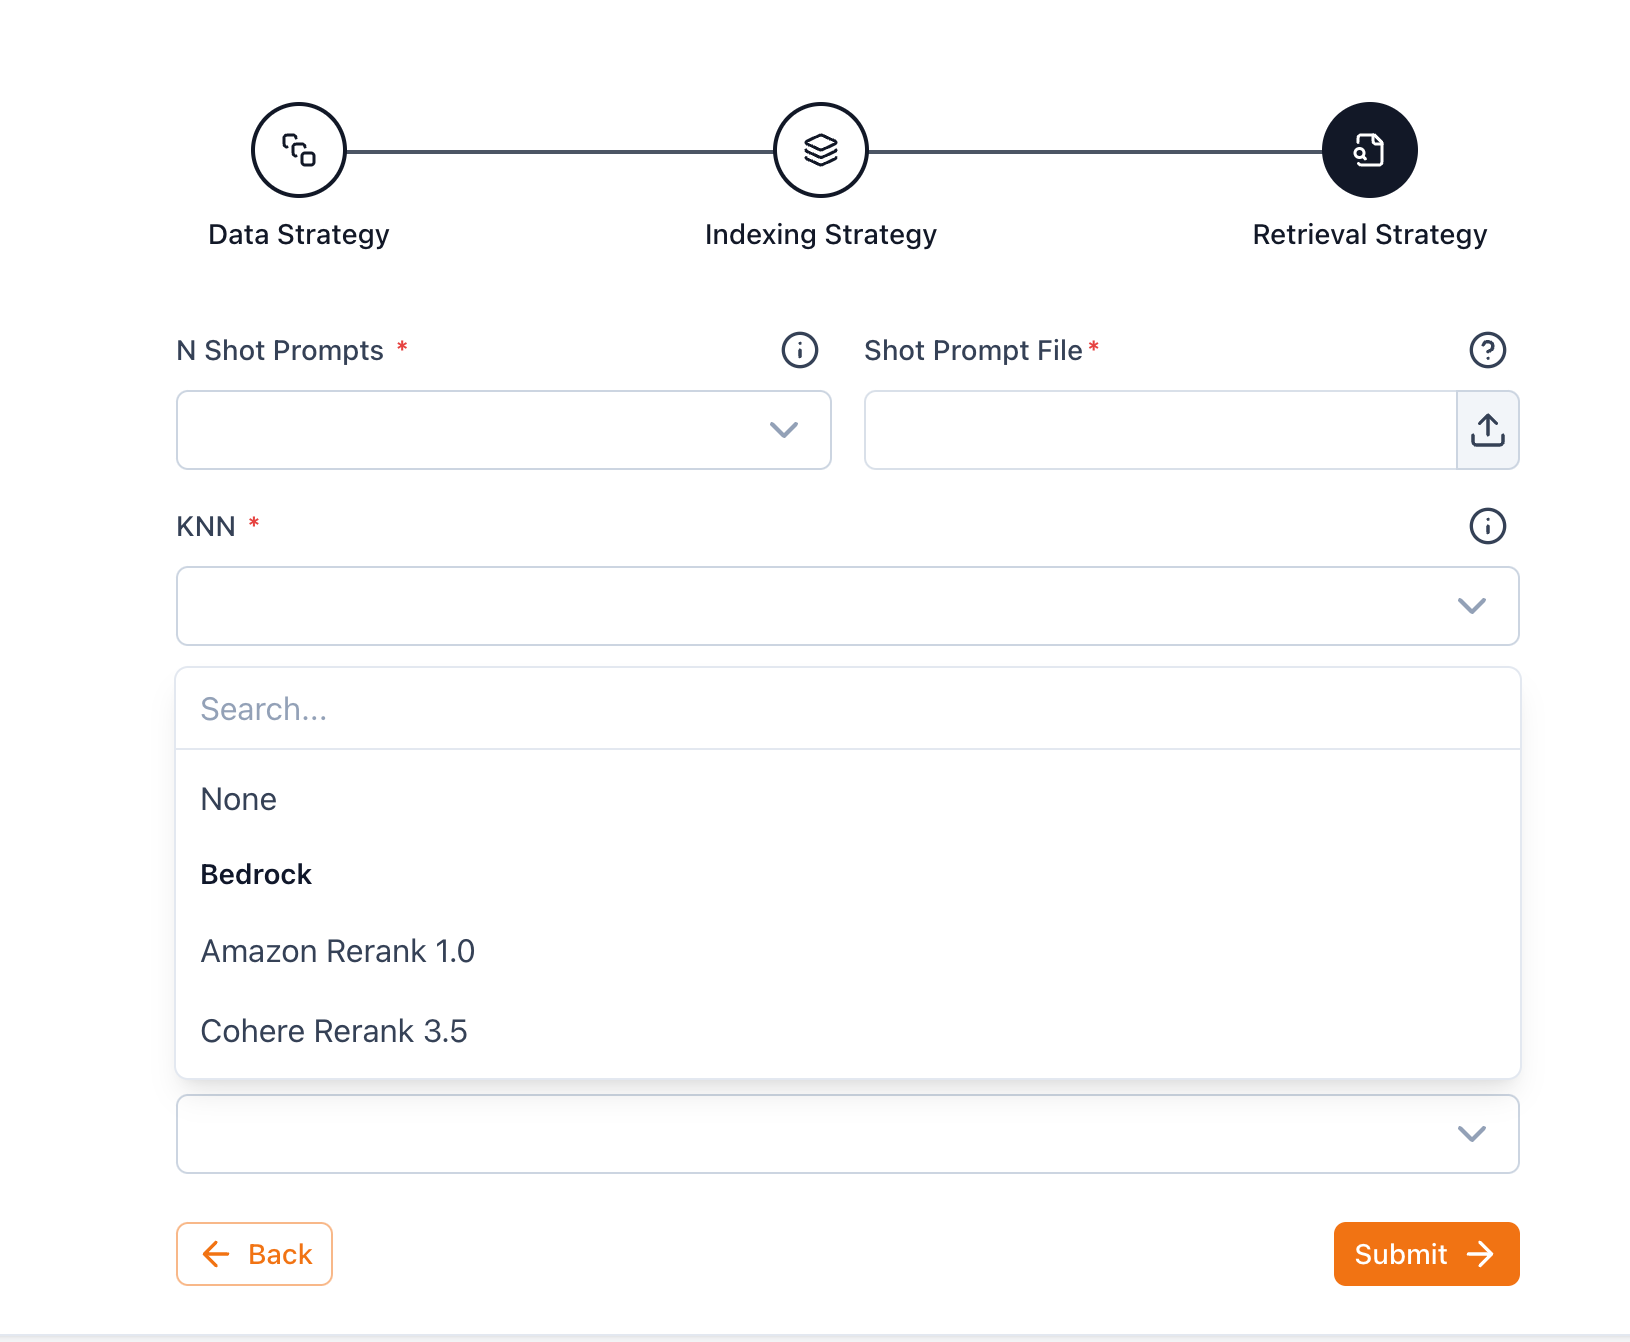 Data Strategy
Indexing Strategy
Retrieval Strategy
N Shot Prompts *
Shot Prompt File*
KNN *
Search...
None
Bedrock
Amazon Rerank 1.0
Cohere Rerank 3.5
Back
Submit